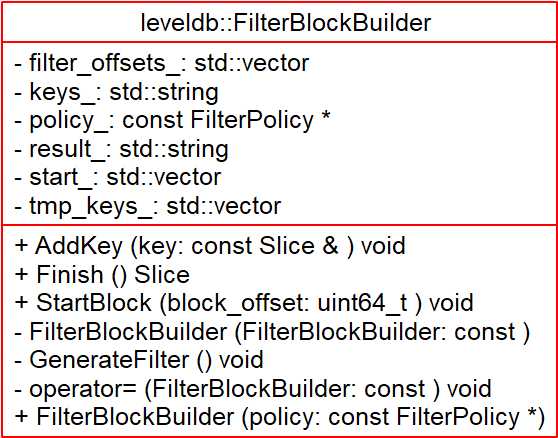 leveldb::FilterBlockBuilder
- filter_offsets_: std::vector
- keys_: std::string
- policy_: const FilterPolicy *
- result_: std::string
- start_: std::vector
- tmp_keys_: std::vector
+ AddKey (key: const Slice & ) void
+ Finish () Slice
+ StartBlock (block_offset: uint64_t ) void
- FilterBlockBuilder (FilterBlockBuilder: const )
- GenerateFilter () void
- operator= (FilterBlockBuilder: const ) void
+ FilterBlockBuilder (policy: const FilterPolicy *)